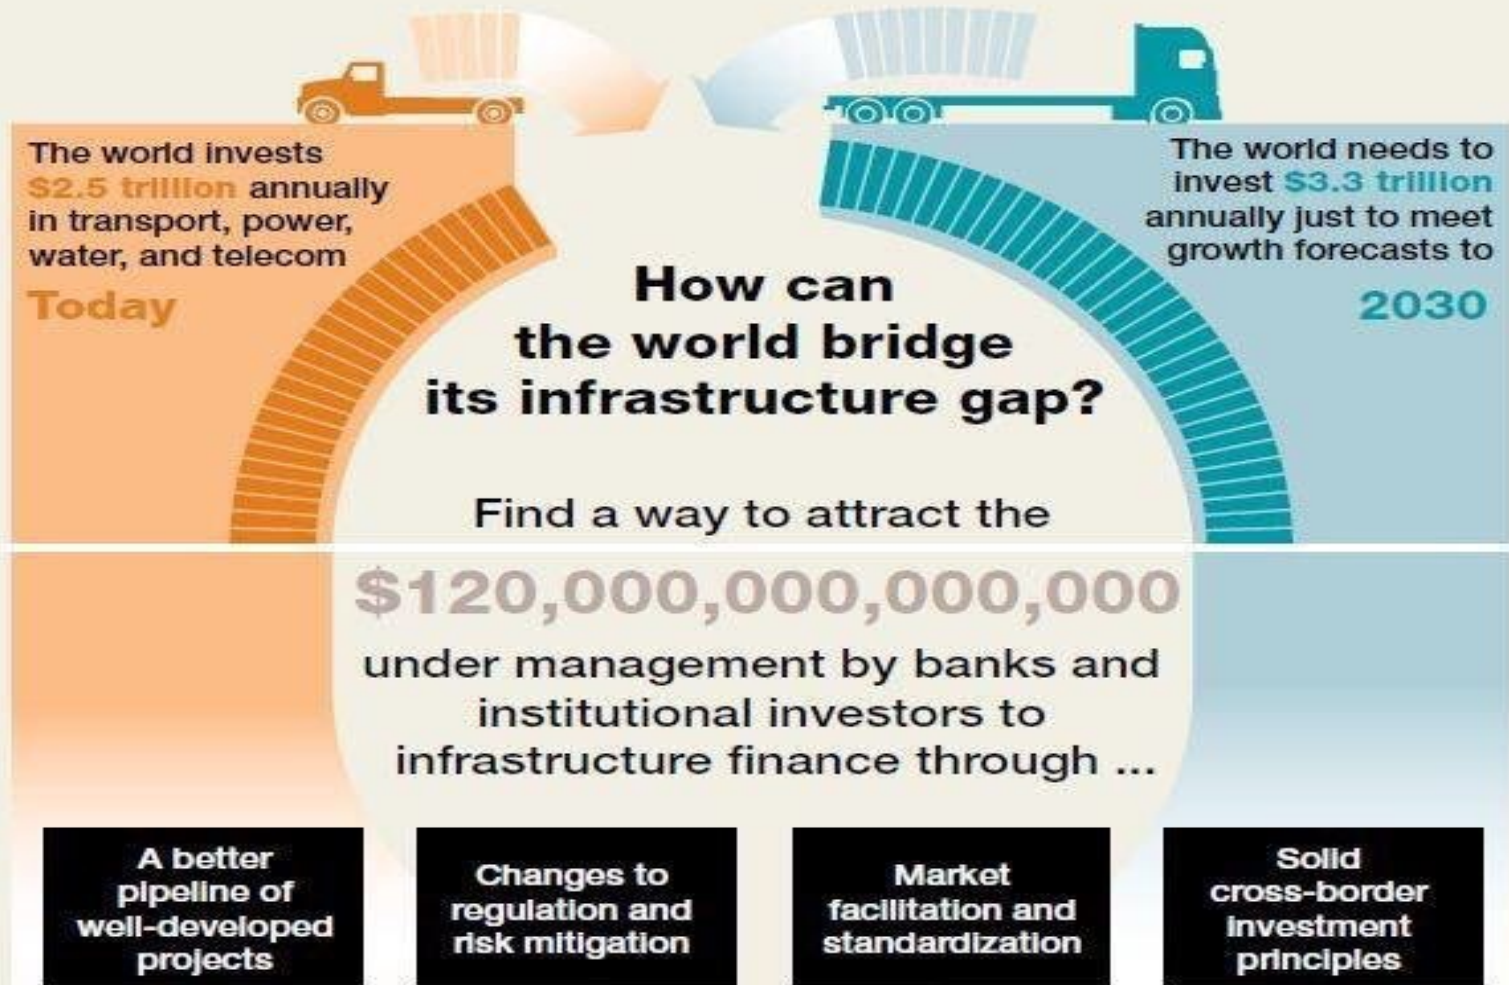 The world invests
$2.5 trillion annually
in transport, power,
water, and telecom
Today
The world needs to
invest $3.3 trillion
annually just to meet
growth forecasts to
2030
How can
the world bridge
its infrastructure gap?
Find a way to attract the
$120,000,000,000,000
under management by banks and
institutional investors to
infrastructure finance through ...
A better
pipeline of
well-developed
projects
Changes to
regulation and
risk mitigation
Market
facilitation and
standardization
Solid
cross-border
investment
principles